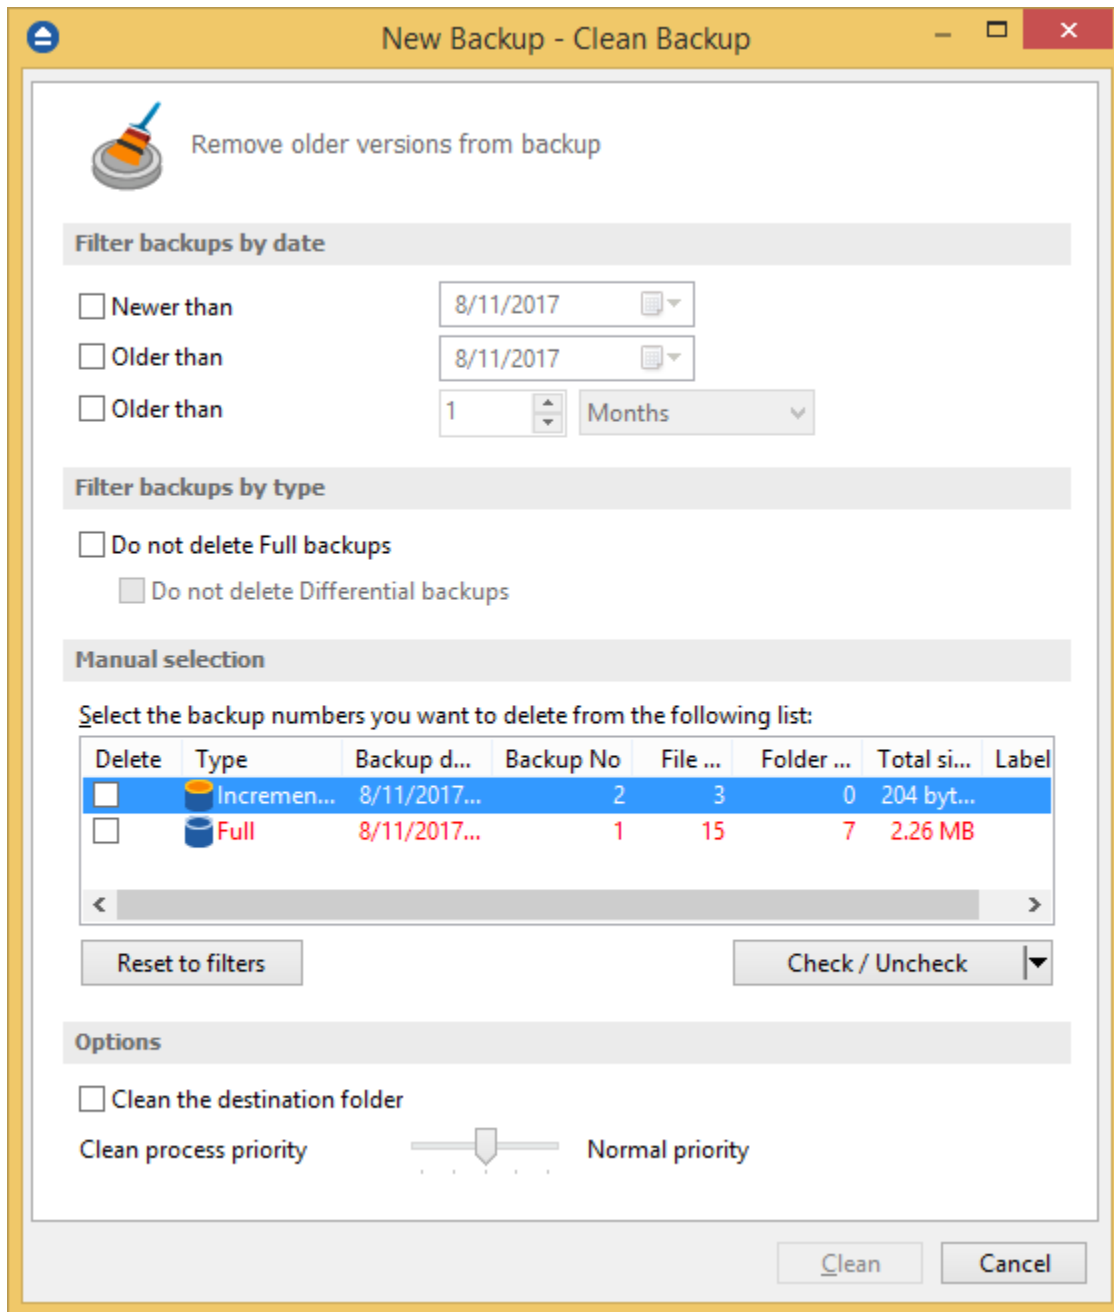 New Backup - Clean Backup
Remove older versions from backup
Filter backups by date
Newer than 8/11/2017
Older than 8/11/2017
Older than 1 Months
Filter backups by type
Do not delete Full backups
Do not delete Differential backups
Manual selection
Select the backup numbers you want to delete from the following list:
Delete Type Backup d... Backup No File ... Folder ... Total si... Label
Incremen... 8/11/2017... 2 3 0 204 byt...
Full 8/11/2017... 1 15 7 2.26 MB
Reset to filters Check / Uncheck
Options
Clean the destination folder
Clean process priority Normal priority
Clean Cancel